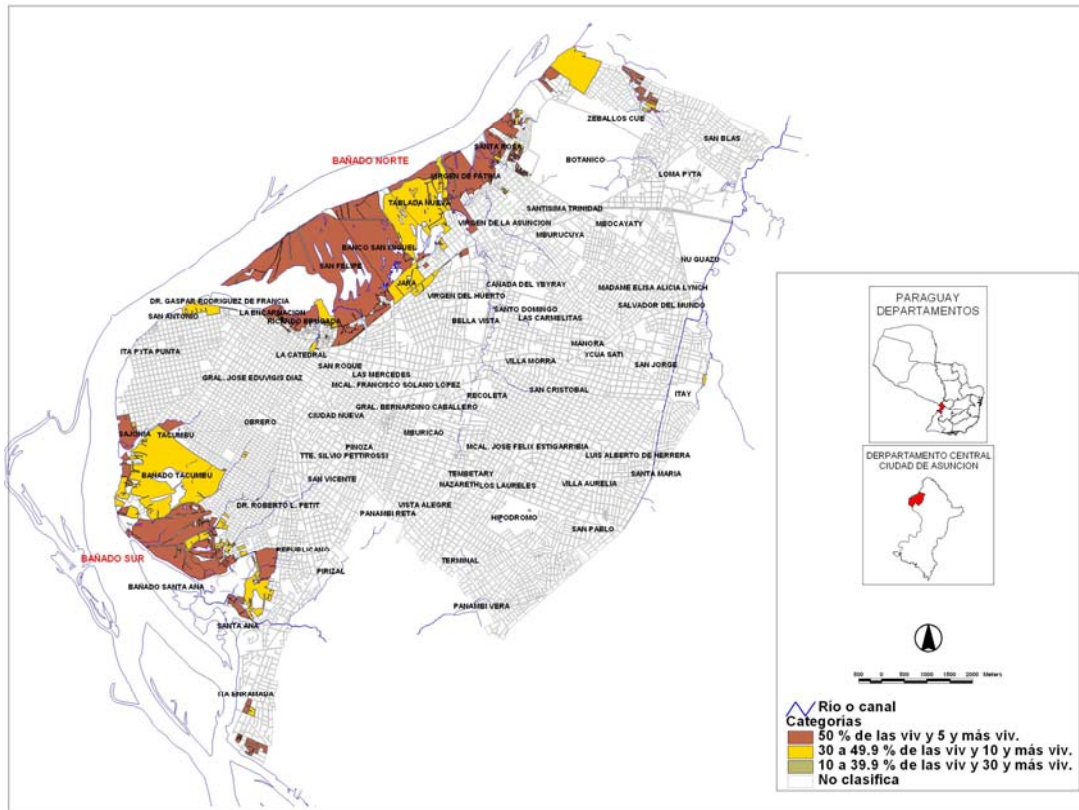 ZEBALLOS CUE
SAN BLAS
SANTA ROSA
BAÑADO NORTE
BOTANICO
LOMA PYTA
VIRGEN DE FATIMA
TABLADA NUEVA
SANTISIMA TRINIDAD
VIRGEN DE LA ASUNCION
MBOCAYATY
MBURUCUYA
BANCO SAN MIGUEL
ÑU GUAZU
SAN FELIPE
JARA
CAÑADA DEL YBYRAY
MADAME ELISA ALICIA LYNCH
VIRGEN DEL HUERTO
DR. GASPAR RODRIGUEZ DE FRANCIA
SALVADOR DEL MUNDO
SANTO DOMINGO
LA ENCARNACION
SAN ANTONIO
RICARDO BRUGADA
BELLA VISTA
LAS CARMELITAS
MANORA
ITA PYTA PUNTA
LA CATEDRAL
YCUA SATI
VILLA MORRA
SAN ROQUE
SAN JORGE
LAS MERCEDES
GRAL. JOSE EDUVIGIS DIAZ
MCAL. FRANCISCO SOLANO LOPEZ
SAN CRISTOBAL
ITAY
RECOLETA
GRAL. BERNARDINO CABALLERO
CIUDAD NUEVA
OBRERO
SAJONIA
TACUMBU
MBURICAO
PINOZA
MCAL. JOSE FELIX ESTIGARRIBIA
TTE. SILVIO PETTIROSSI
LUIS ALBERTO DE HERRERA
BAÑADO TACUMBU
SAN VICENTE
TEMBETARY
SANTA MARIA
NAZARETH
LOS LAURELES
VILLA AURELIA
DR. ROBERTO L. PETIT
VISTA ALEGRE
PANAMBI RETA
HIPODROMO
SAN PABLO
REPUBLICANO
BAÑADO SUR
TERMINAL
PIRIZAL
BAÑADO SANTA ANA
PANAMBI VERA
SANTA ANA
ITA ENRAMADA
PARAGUAY
DEPARTAMENTOS
DERPARTAMENTO CENTRAL
CIUDAD DE ASUNCION
500 0 500 1000 1500 2000 Meters
Rio o canal
Categorias
50 % de las viv y 5 y más viv.
30 a 49.9 % de las viv y 10 y más viv.
10 a 39.9 % de las viv y 30 y más viv.
No clasifica